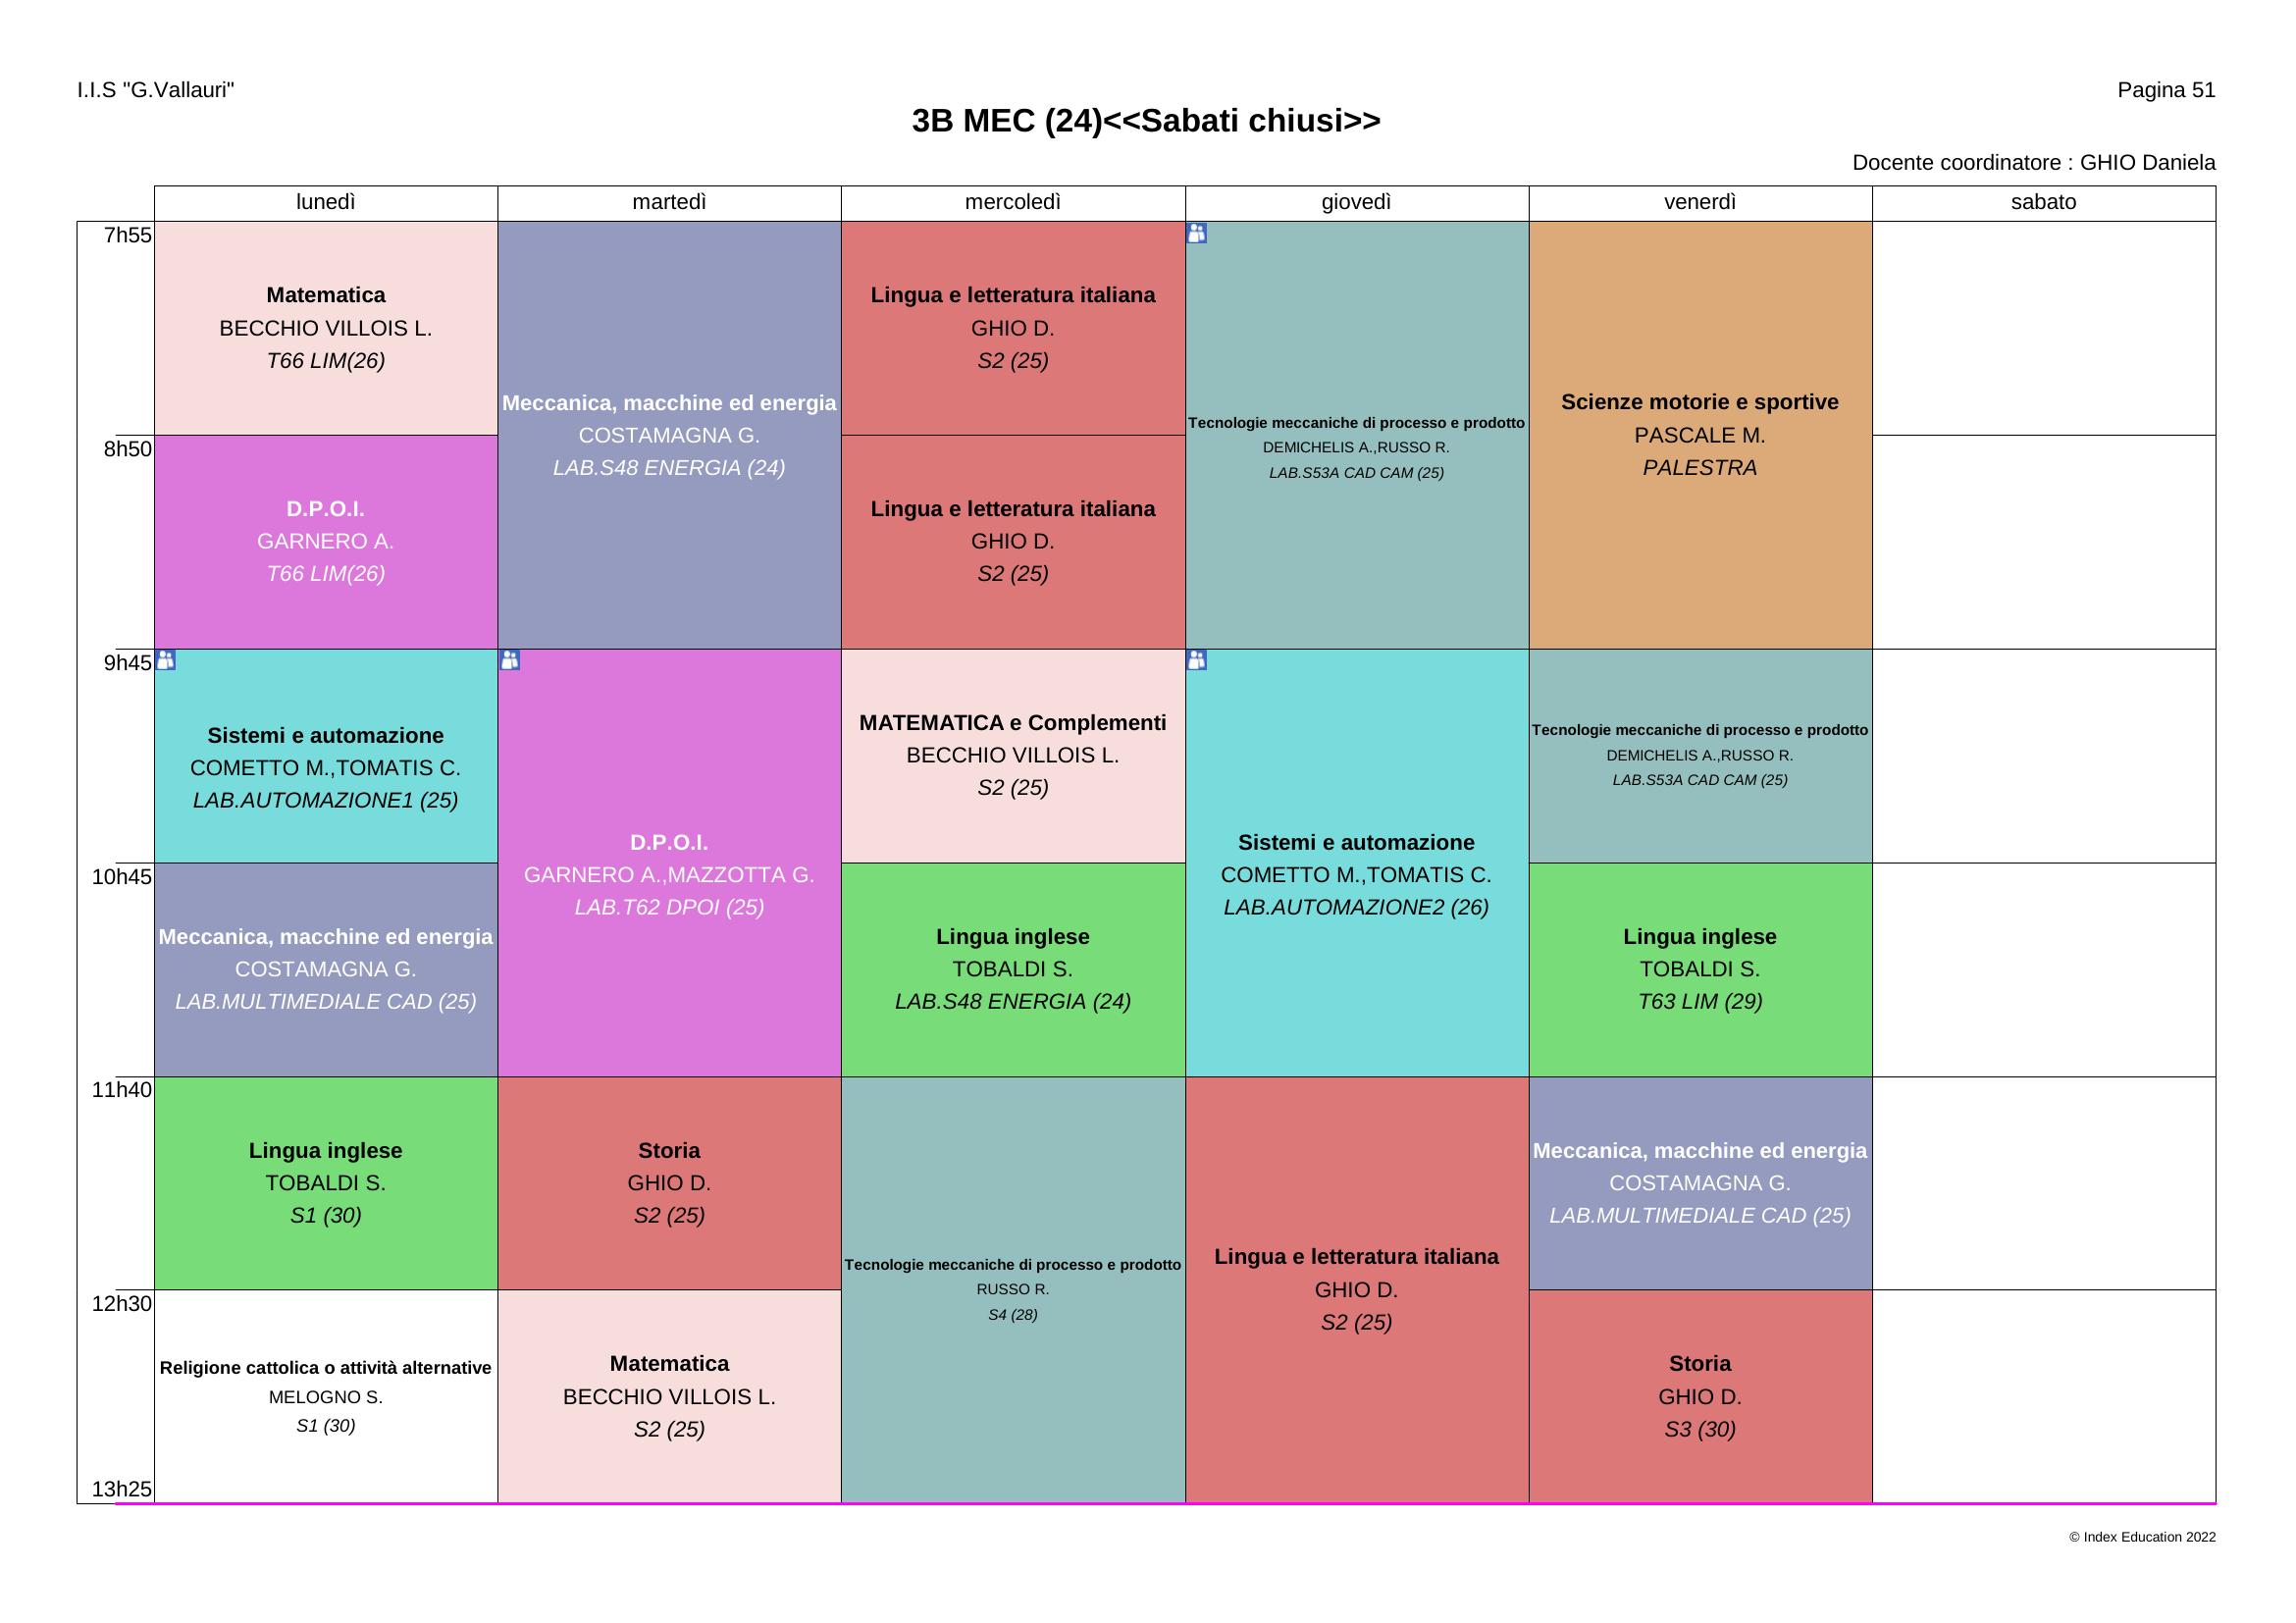 I.I.S "G.Vallauri"
Pagina 51
3B MEC (24)<<Sabati chiusi>>
Docente coordinatore : GHIO Daniela
lunedì
martedì
mercoledì
giovedì
venerdì
sabato
7h55
Matematica
BECCHIO VILLOIS L.
T66 LIM(26)
Meccanica, macchine ed energia
COSTAMAGNA G.
LAB.S48 ENERGIA (24)
Lingua e letteratura italiana
GHIO D.
S2 (25)
Tecnologie meccaniche di processo e prodotto
DEMICHELIS A.,RUSSO R.
LAB.S53A CAD CAM (25)
Scienze motorie e sportive
PASCALE M.
PALESTRA
8h50
D.P.O.I.
GARNERO A.
T66 LIM(26)
Lingua e letteratura italiana
GHIO D.
S2 (25)
9h45
Sistemi e automazione
COMETTO M.,TOMATIS C.
LAB.AUTOMAZIONE1 (25)
D.P.O.I.
GARNERO A.,MAZZOTTA G.
LAB.T62 DPOI (25)
MATEMATICA e Complementi
BECCHIO VILLOIS L.
S2 (25)
Sistemi e automazione
COMETTO M.,TOMATIS C.
LAB.AUTOMAZIONE2 (26)
Tecnologie meccaniche di processo e prodotto
DEMICHELIS A.,RUSSO R.
LAB.S53A CAD CAM (25)
10h45
Meccanica, macchine ed energia
COSTAMAGNA G.
LAB.MULTIMEDIALE CAD (25)
Lingua inglese
TOBALDI S.
LAB.S48 ENERGIA (24)
Lingua inglese
TOBALDI S.
T63 LIM (29)
11h40
Lingua inglese
TOBALDI S.
S1 (30)
Storia
GHIO D.
S2 (25)
Tecnologie meccaniche di processo e prodotto
RUSSO R.
S4 (28)
Lingua e letteratura italiana
GHIO D.
S2 (25)
Meccanica, macchine ed energia
COSTAMAGNA G.
LAB.MULTIMEDIALE CAD (25)
12h30
Religione cattolica o attività alternative
MELOGNO S.
S1 (30)
Matematica
BECCHIO VILLOIS L.
S2 (25)
Storia
GHIO D.
S3 (30)
13h25
© Index Education 2022